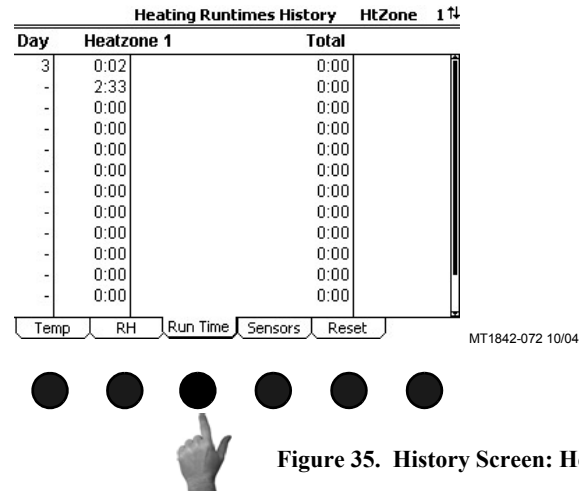 Heating Runtimes History HtZone 1
Day Heatzone 1 Total
3 0:02 0:00
- 2:33 0:00
- 0:00 0:00
- 0:00 0:00
- 0:00 0:00
- 0:00 0:00
- 0:00 0:00
- 0:00 0:00
- 0:00 0:00
- 0:00 0:00
- 0:00 0:00
- 0:00 0:00
Temp RH Run Time Sensors Reset
MT1842-072 10/04
Figure 35. History Screen: